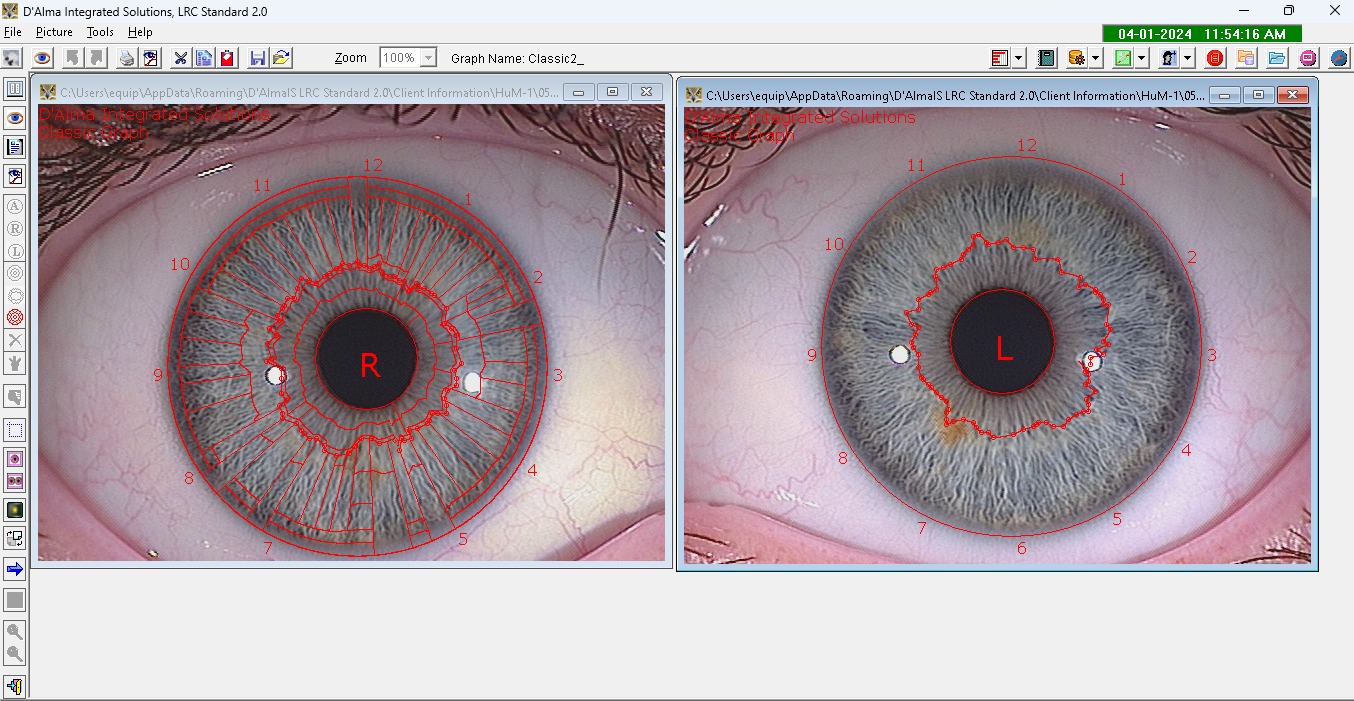 D'Alma Integrated Solutions, LRC Standard 2.0
File Picture Tools Help
04-01-2024 11:54:16 AM
Zoom 100% Graph Name: Classic2_
C:\Users\equip\AppData\Roaming\D'AlmaIS LRC Standard 2.0\Client Information\HuM-1\05...
D'Alma Integrated Solutions
Classic Graph
12
11
1
10
2
R
9
3
8
4
7
5
C:\Users\equip\AppData\Roaming\D'AlmaIS LRC Standard 2.0\Client Information\HuM-1\05...
D'Alma Integrated Solutions
Classic Graph
12
11
1
10
2
L
9
3
8
4
7
5
6
A
R
L